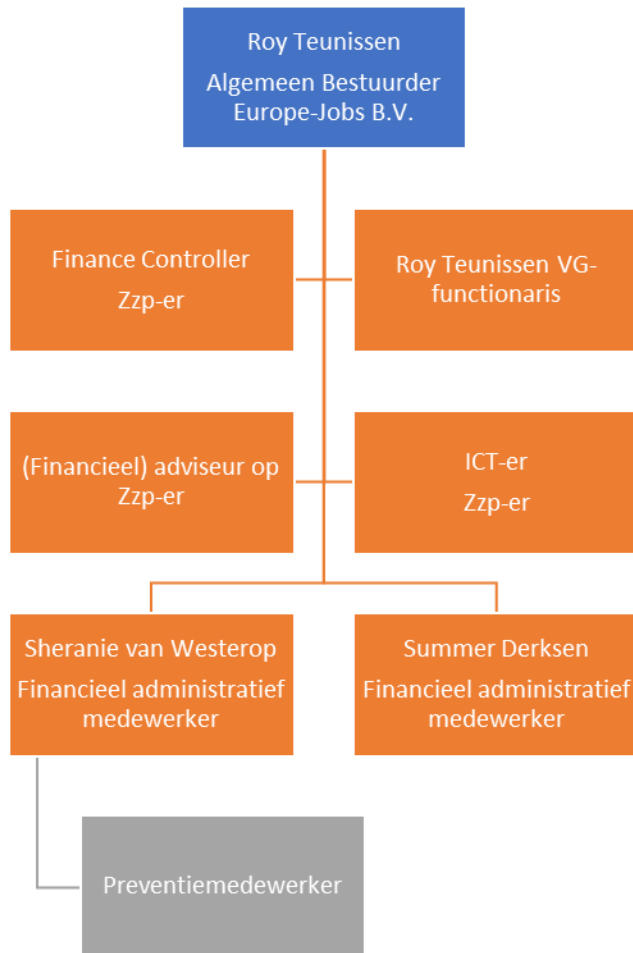 Roy Teunissen
Algemeen Bestuurder
Europe-Jobs B.V.
Finance Controller
Zzp-er
Roy Teunissen VG-
functionaris
(Financieel) adviseur op
Zzp-er
ICT-er
Zzp-er
Sheranie van Westerop
Financieel administratief
medewerker
Summer Derksen
Financieel administratief
medewerker
Preventiemedewerker